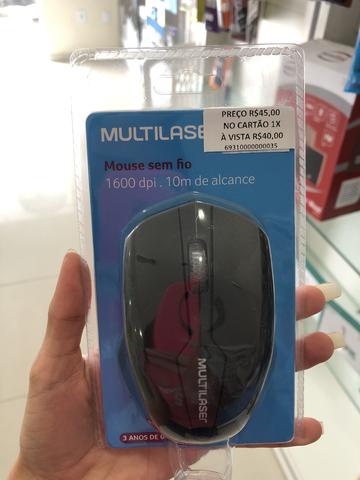 PREÇO R$45,00
NO CARTÃO 1X
À VISTA R$40,00
69310000000035
MULTILASER
Mouse sem fio
1600 dpi . 10m de alcance
MULTILASER
3 ANOS DE